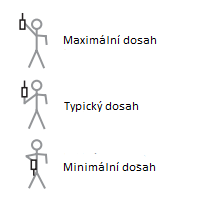 Maximální dosah
Typický dosah
Minimální dosah